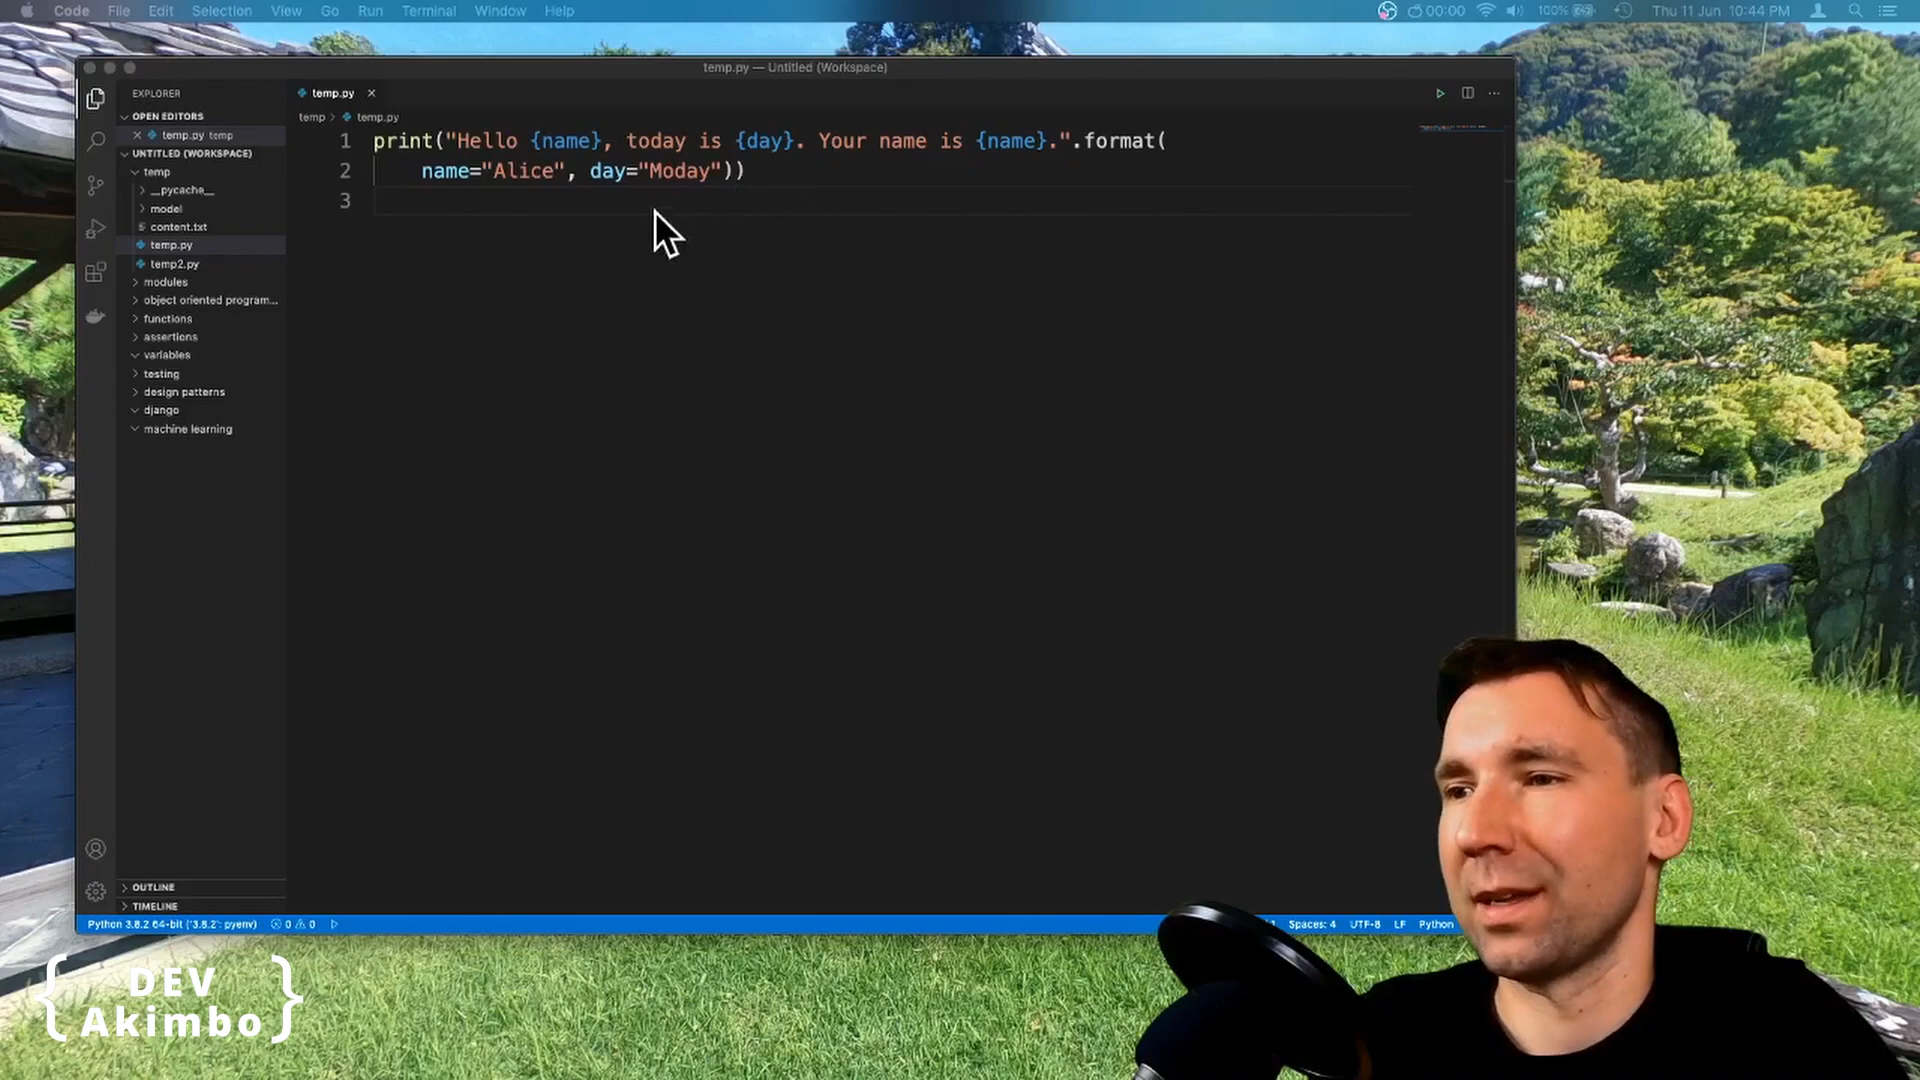 Code File Edit Selection View Go Run Terminal Window Help
00:00 100% Thu 11 Jun 10:44 PM
temp.py — Untitled (Workspace)
EXPLORER
OPEN EDITORS
temp.py temp
UNTITLED (WORKSPACE)
temp
__pycache__
model
content.txt
temp.py
temp2.py
modules
object oriented program...
functions
assertions
variables
testing
design patterns
django
machine learning
OUTLINE
TIMELINE
temp.py
temp > temp.py
1 print("Hello {name}, today is {day}. Your name is {name}.".format(
2 name="Alice", day="Moday"))
3
Python 3.8.2 64-bit ('3.8.2': pyenv) 0 0
Spaces: 4 UTF-8 LF Python
{ DEV
Akimbo }